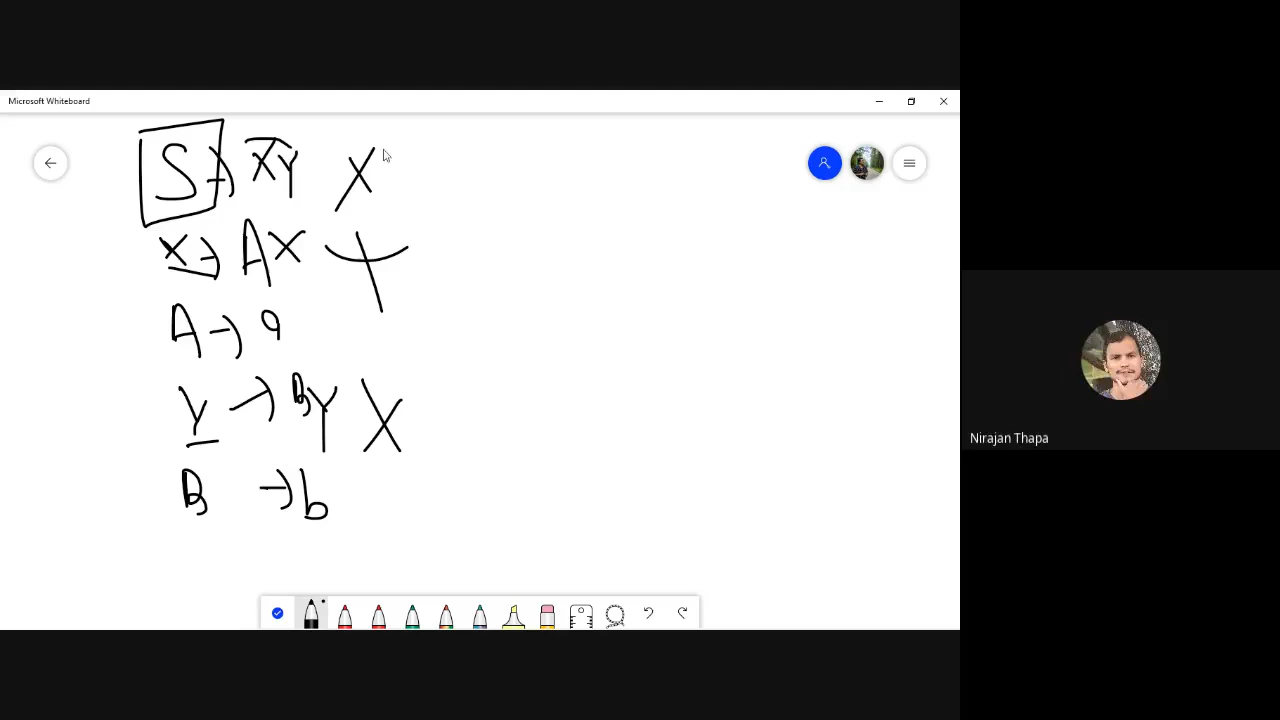 Microsoft Whiteboard
S → XY X
X → AX X
A → a
Y → BY X
B → b
Nirajan Thapa